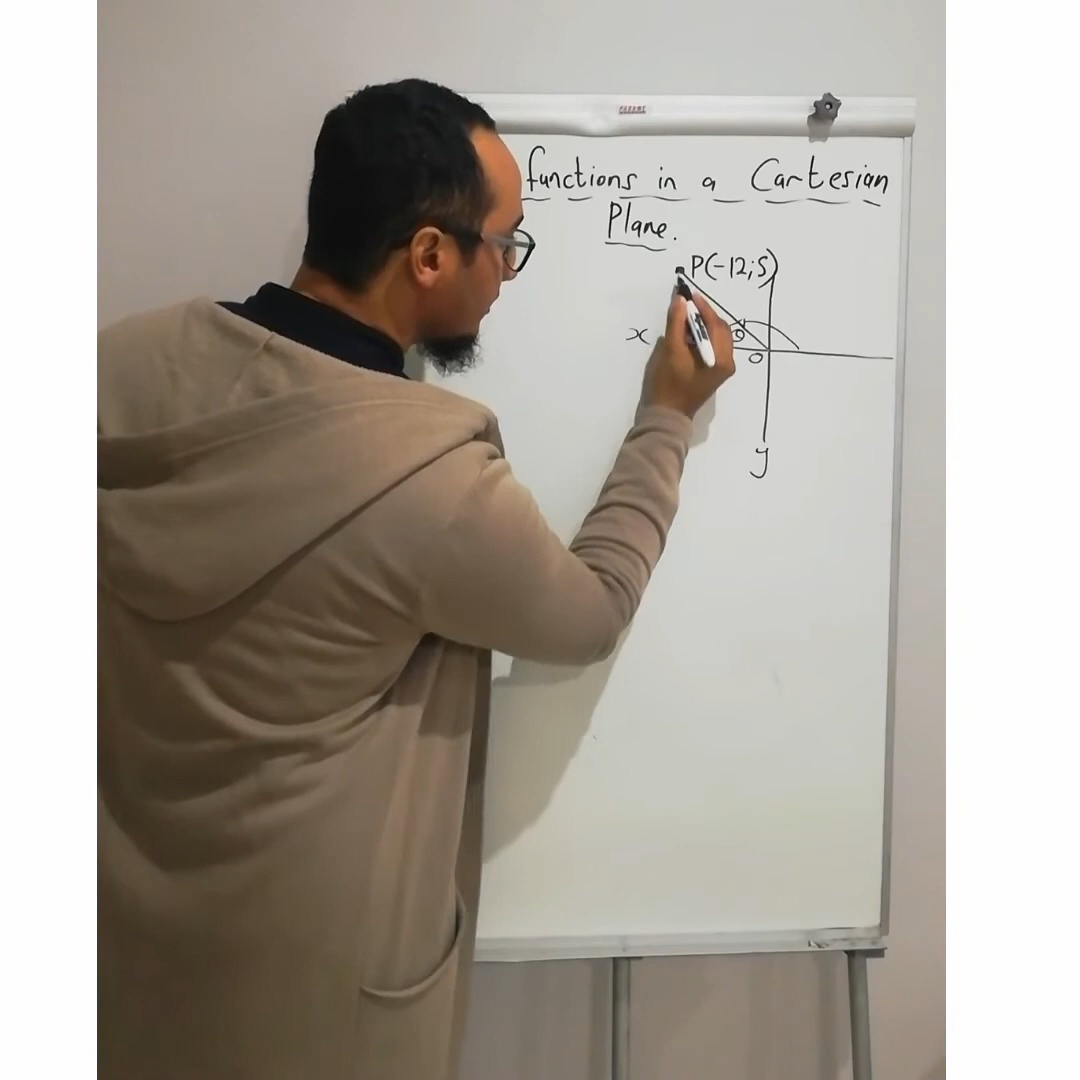 functions in a Cartesian
Plane.
P(-12;5)
x
θ
0
y